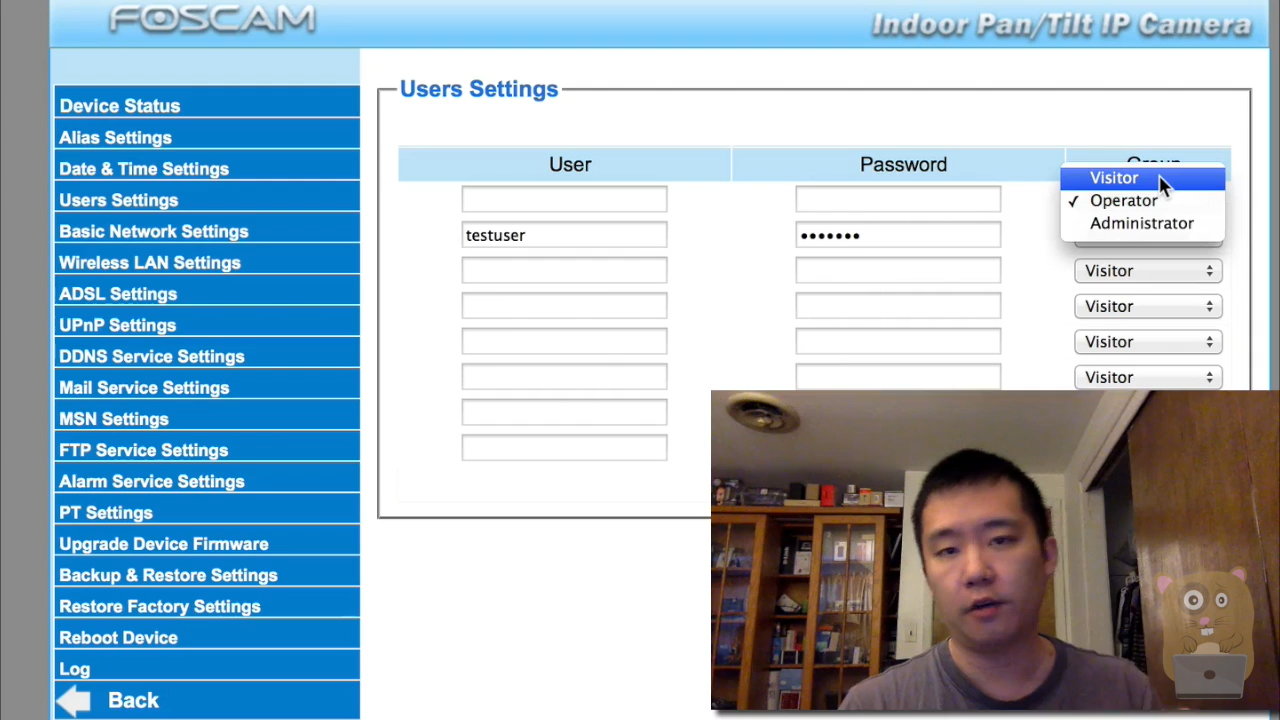 FOSCAM
Indoor Pan/Tilt IP Camera
Device Status
Alias Settings
Date & Time Settings
Users Settings
Basic Network Settings
Wireless LAN Settings
ADSL Settings
UPnP Settings
DDNS Service Settings
Mail Service Settings
MSN Settings
FTP Service Settings
Alarm Service Settings
PT Settings
Upgrade Device Firmware
Backup & Restore Settings
Restore Factory Settings
Reboot Device
Log
Back
Users Settings
User Password Group
Visitor
✓ Operator
Administrator
testuser •••••••
Visitor
Visitor
Visitor
Visitor